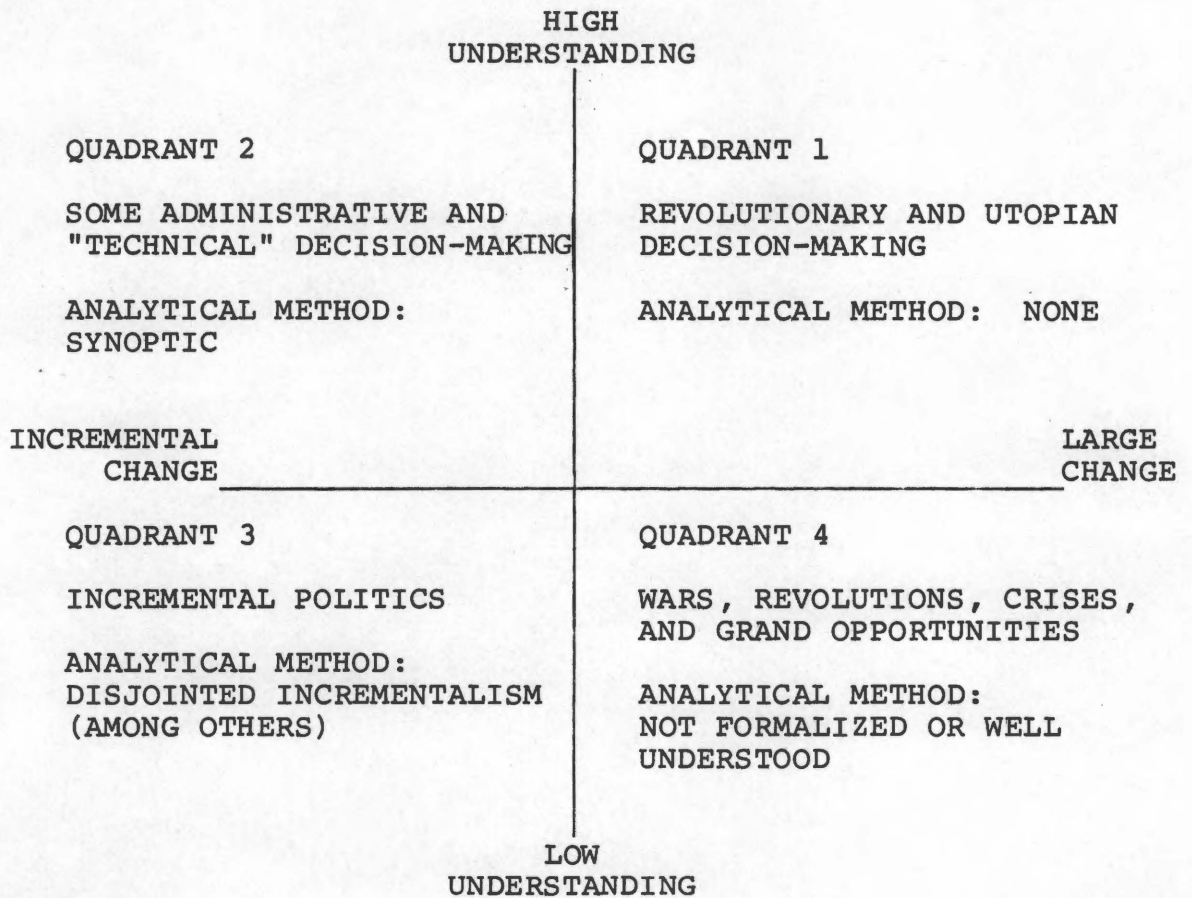 HIGH
UNDERSTANDING
QUADRANT 2
SOME ADMINISTRATIVE AND
"TECHNICAL" DECISION-MAKING
ANALYTICAL METHOD:
SYNOPTIC
QUADRANT 1
REVOLUTIONARY AND UTOPIAN
DECISION-MAKING
ANALYTICAL METHOD: NONE
INCREMENTAL
CHANGE
LARGE
CHANGE
QUADRANT 3
INCREMENTAL POLITICS
ANALYTICAL METHOD:
DISJOINTED INCREMENTALISM
(AMONG OTHERS)
QUADRANT 4
WARS, REVOLUTIONS, CRISES,
AND GRAND OPPORTUNITIES
ANALYTICAL METHOD:
NOT FORMALIZED OR WELL
UNDERSTOOD
LOW
UNDERSTANDING